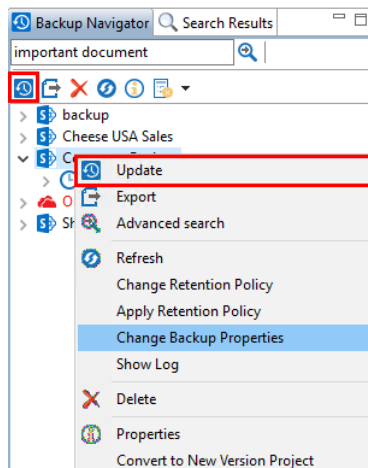 Backup Navigator Search Results
important document
backup
Cheese USA Sales
Update
Export
Advanced search
Refresh
Change Retention Policy
Apply Retention Policy
Change Backup Properties
Show Log
Delete
Properties
Convert to New Version Project